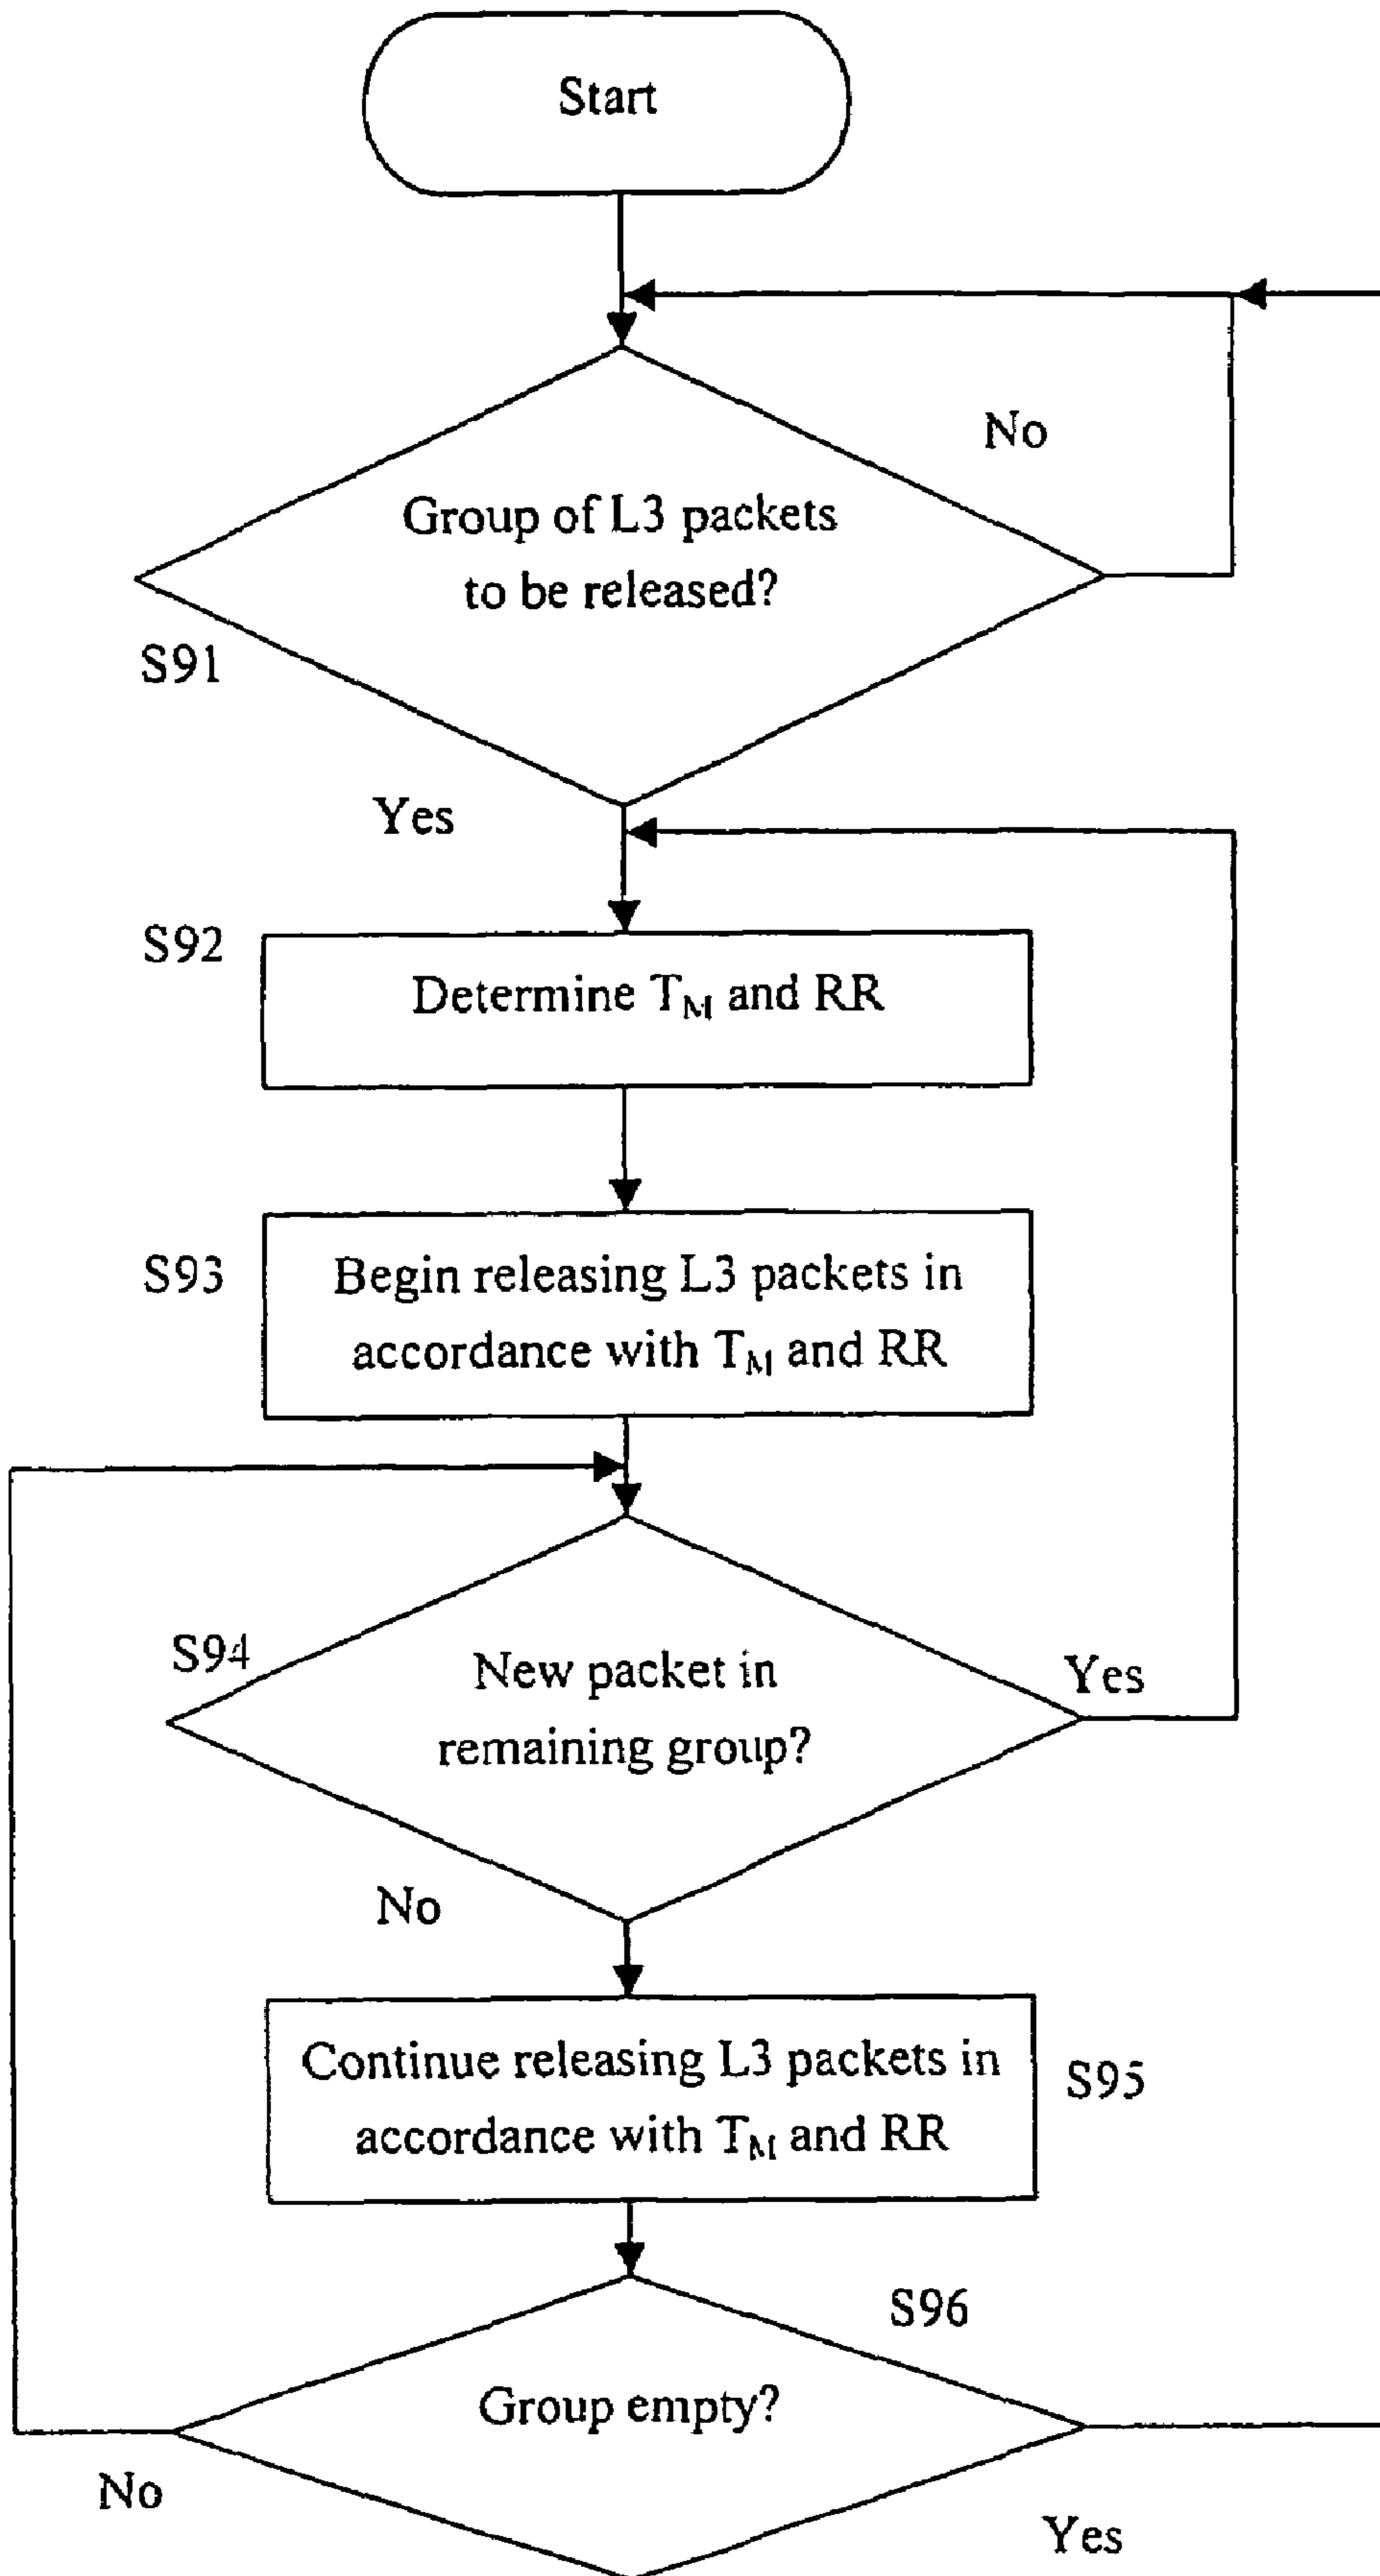 Start
No
Group of L3 packets
to be released?
S91
Yes
S92
Determine T_M and RR
S93
Begin releasing L3 packets in
accordance with T_M and RR
S94
New packet in
remaining group?
Yes
No
Continue releasing L3 packets in
accordance with T_M and RR
S95
S96
Group empty?
No
Yes